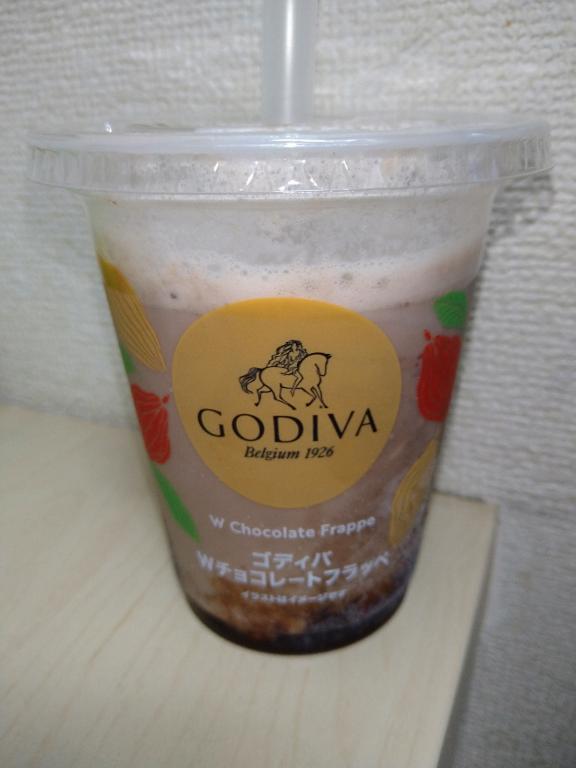 GODIVA
Belgium 1926
W Chocolate Frappe
ゴディバ
Wチョコレートフラッペ
イラストはイメージです